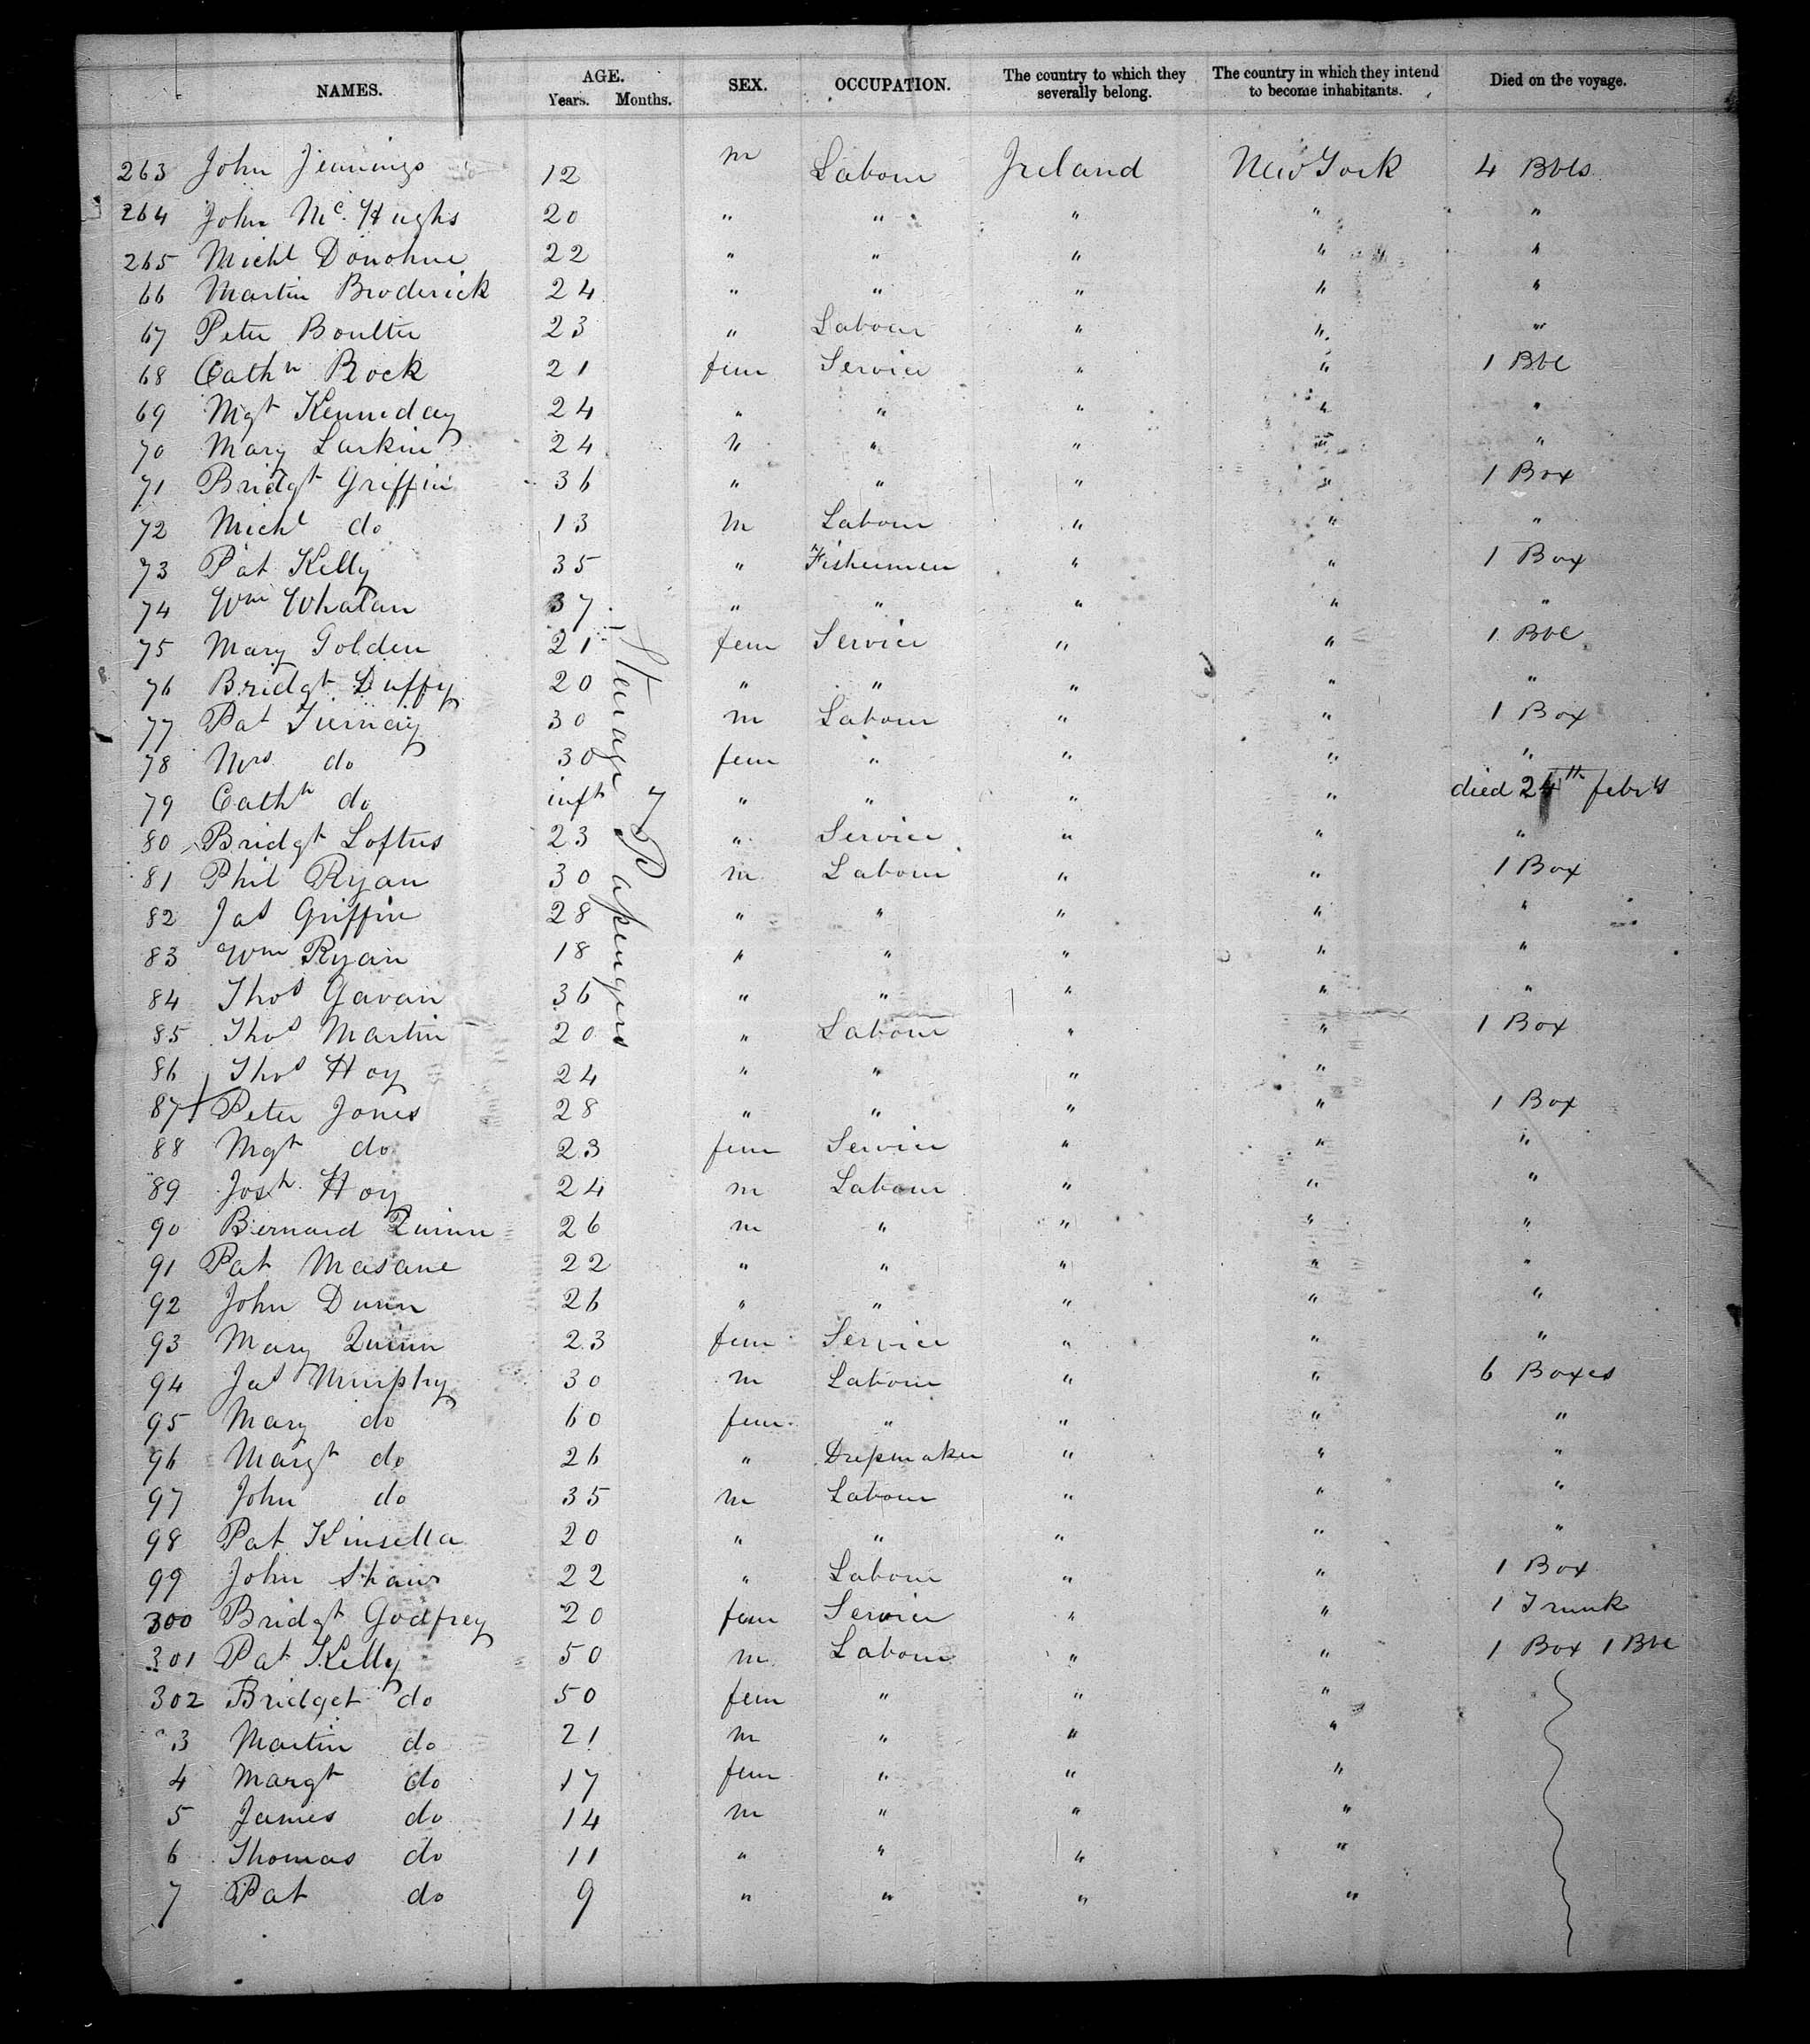 NAMES. AGE. Years. Months. SEX. OCCUPATION. The country to which they severally belong. The country in which they intend to become inhabitants. Died on the voyage.
263 John Jennings 12 m Labour Ireland New York 4 Bbls
264 John Mc. Hughs 20 " " " " "
265 Michl Donohue 22 " " " " "
66 Martin Broderick 24 " " " " "
67 Peter Boulter 23 " Labour " " "
68 Cathn Rock 21 fem Service " " 1 Bbl
69 Mgt Kenneday 24 " " " " "
70 Mary Larkin 24 " " " " "
71 Bridgt Griffin 36 " " " " 1 Box
72 Michl do 13 m Labour " " "
73 Pat Kelly 35 " Fishermen " " 1 Box
74 Wm Whalan 37 " " " " "
75 Mary Golden 21 fem Service " " 1 Bbl
76 Bridgt Duffy 20 " " " " "
77 Pat Tiernay 30 m Labour " " 1 Box
78 Mrs do 30 fem " " " "
79 Cathn do inft " " " " died 24th feby
80 Bridgt Loftus 23 " Service " " "
81 Phil Ryan 30 m Labour " " 1 Box
82 Jas Griffin 28 " " " " "
83 Wm Ryan 18 " " " " "
84 Thos Gavan 36 " " " " "
85 Thos Martin 20 " Labour " " 1 Box
86 Thos Hoy 24 " " " "
87 Peter Jones 28 " " " " 1 Box
88 Mgt do 23 fem Service " " "
89 Josh Hoy 24 m Labour " " "
90 Bernard Quinn 26 m " " " "
91 Pat Masane 22 " " " " "
92 John Dunn 26 " " " " "
93 Mary Quinn 23 fem Service " " "
94 Jas Murphy 30 m Labour " " 6 Boxes
95 Mary do 60 fem " " " "
96 Margt do 26 " Dressmaker " " "
97 John do 35 m Labour " " "
98 Pat Kinsella 20 " " " " "
99 John Shaw 22 " Labour " " 1 Box
300 Bridgt Godfrey 20 fem Service " " 1 Trunk
301 Pat Kelly 50 m Labour " " 1 Box 1 Bbl
302 Bridget do 50 fem " " "
3 Martin do 21 m " " "
4 Margt do 17 fem " " "
5 James do 14 m " " "
6 Thomas do 11 " " " "
7 Pat do 9 " " " "
Steerage Passengers